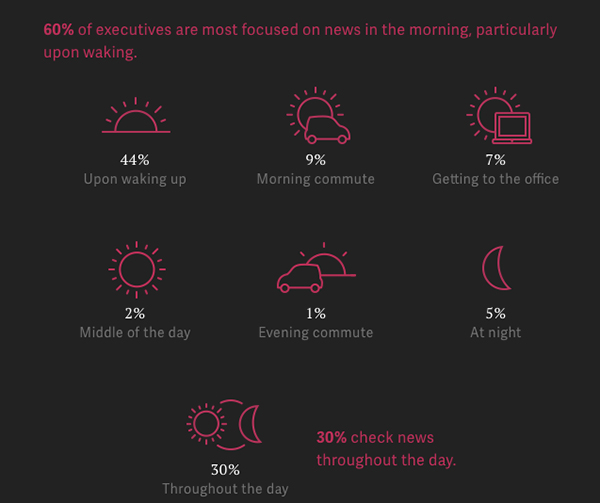 60% of executives are most focused on news in the morning, particularly
upon waking.
44%
Upon waking up
9%
Morning commute
7%
Getting to the office
2%
Middle of the day
1%
Evening commute
5%
At night
30%
Throughout the day
30% check news
throughout the day.